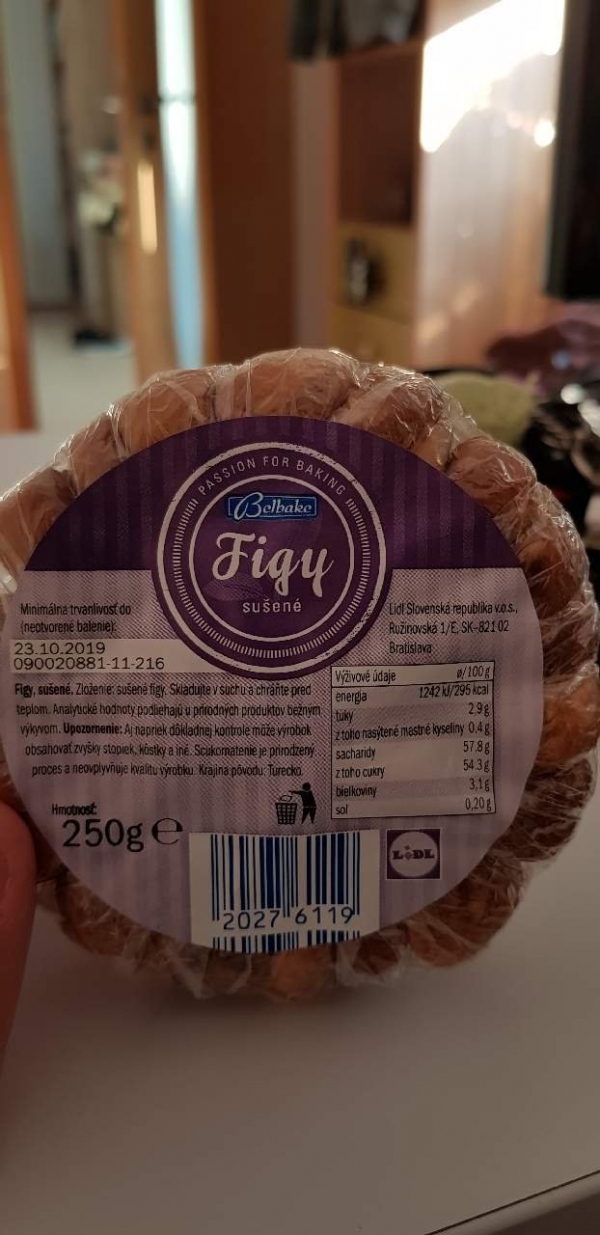 PASSION FOR BAKING
Belbake
Figy
sušené
Minimálna trvanlivosť do
(neotvorené balenie):
23.10.2019
090020881-11-216
Figy, sušené. Zloženie: sušené figy. Skladujte v suchu a chráňte pred
teplom. Analytické hodnoty podliehajú u prírodných produktov bežným
výkyvom. Upozornenie: Aj napriek dôkladnej kontrole môže výrobok
obsahovať zvyšky stopiek, kôstky a iné. Scukornatenie je prirodzený
proces a neovplyvňuje kvalitu výrobku. Krajina pôvodu: Turecko.
Hmotnosť:
250g e
Lidl Slovenská republika v.o.s.,
Ružinovská 1/E, SK-821 02
Bratislava
Výživové údaje ø/100 g
energia 1242 kJ/295 kcal
tuky 2.9 g
z toho nasýtené mastné kyseliny 0.4 g
sacharidy 57.8 g
z toho cukry 54.3 g
bielkoviny 3,1 g
soľ 0,20 g
2027 6119
LIDL